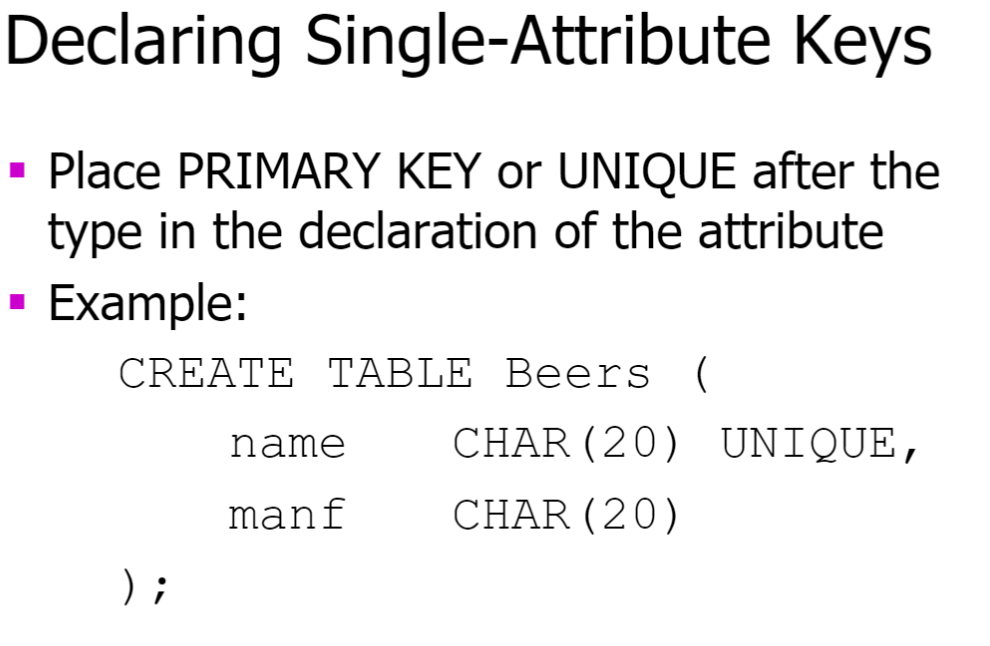 Declaring Single-Attribute Keys
▪ Place PRIMARY KEY or UNIQUE after the
type in the declaration of the attribute
▪ Example:
CREATE TABLE Beers (
name CHAR(20) UNIQUE,
manf CHAR(20)
);